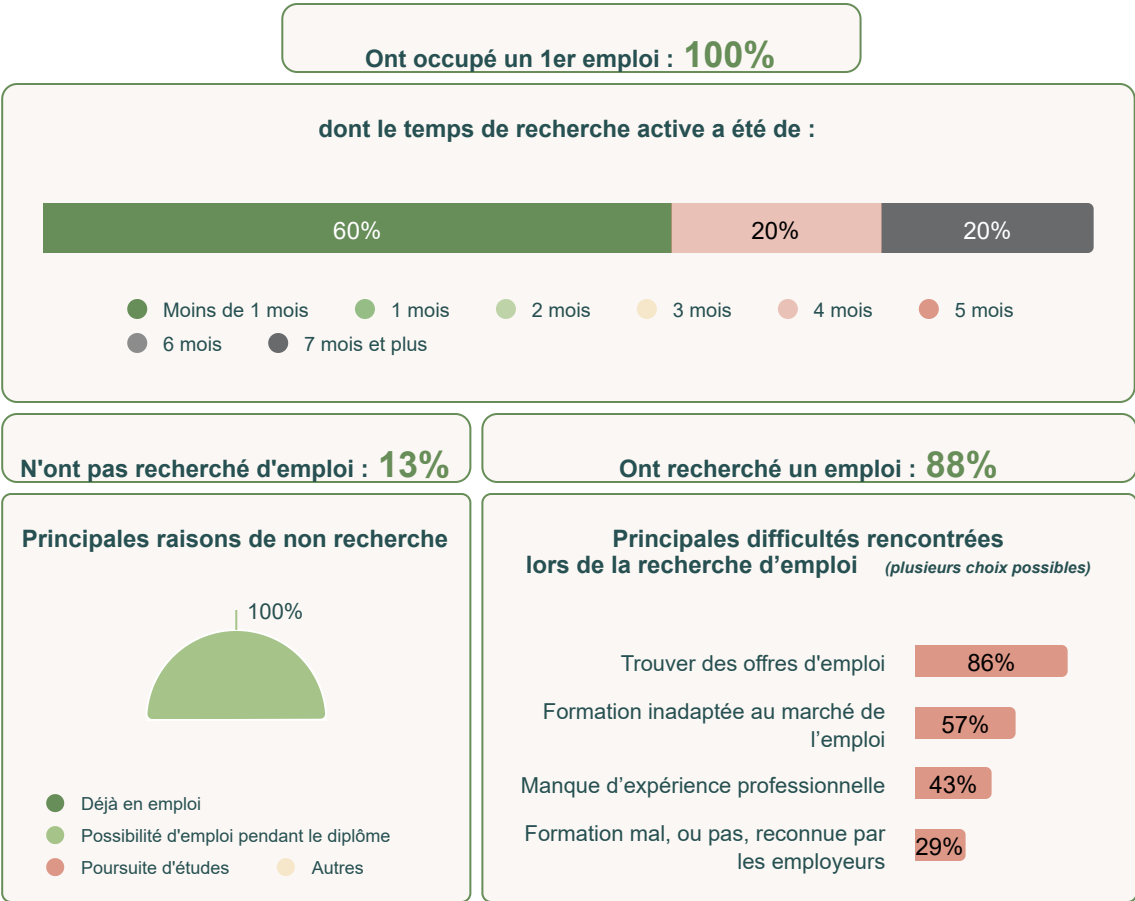 Ont occupé un 1er emploi : 100%
dont le temps de recherche active a été de :
60%
20%
20%
Moins de 1 mois
1 mois
2 mois
3 mois
4 mois
5 mois
6 mois
7 mois et plus
N'ont pas recherché d'emploi : 13%
Principales raisons de non recherche
100%
Déjà en emploi
Possibilité d'emploi pendant le diplôme
Poursuite d'études
Autres
Ont recherché un emploi : 88%
Principales difficultés rencontrées
lors de la recherche d’emploi (plusieurs choix possibles)
Trouver des offres d'emploi
86%
Formation inadaptée au marché de
l’emploi
57%
Manque d’expérience professionnelle
43%
Formation mal, ou pas, reconnue par
les employeurs
29%